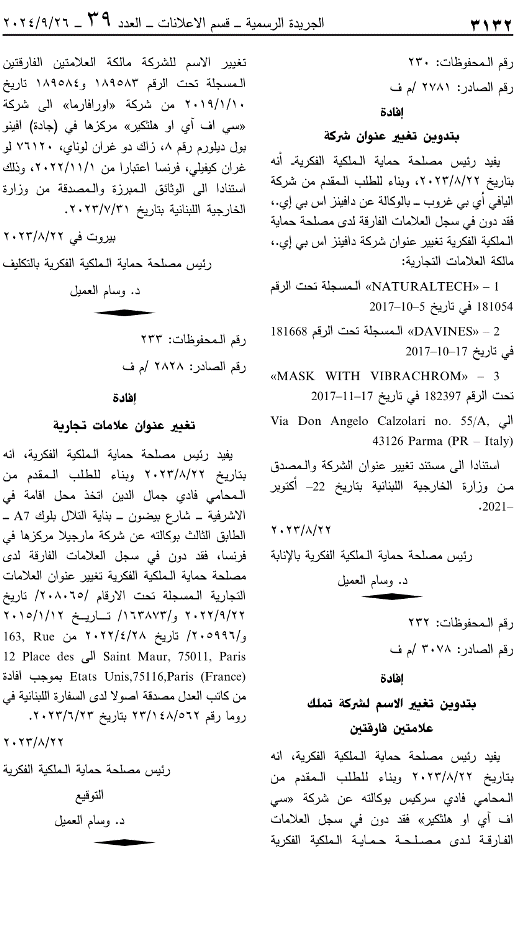 ٣١٣٢
الجريدة الرسمية – قسم الاعلانات – العدد ٣٩ – ٢٠٢٤/٩/٢٦
رقم المحفوظات: ٢٣٠
رقم الصادر: ٢٧٨١ /م ف
إفادة
بتدوين تغيير عنوان شركة
يفيد رئيس مصلحة حماية الملكية الفكرية أنه
بتاريخ ٢٠٢٣/٨/٢٢، وبناء للطلب المقدم من شركة
اليافي أي بي غروب – بالوكالة عن دافينز اس بي إي.،
فقد دون في سجل العلامات الفارقة لدى مصلحة حماية
الملكية الفكرية تغيير عنوان شركة دافينز اس بي إي.،
مالكة العلامات التجارية:
1 – «NATURALTECH» المسجلة تحت الرقم
181054 في تاريخ 5–10–2017
2 – «DAVINES» المسجلة تحت الرقم 181668
في تاريخ 17–10–2017
3 – «MASK WITH VIBRACHROM»
تحت الرقم 182397 في تاريخ 17–11–2017
الي Via Don Angelo Calzolari no. 55/A,
43126 Parma (PR – Italy)
استنادا الى مستند تغيير عنوان الشركة والمصدق
من وزارة الخارجية اللبنانية بتاريخ 22– أكتوبر
–2021.
٢٠٢٣/٨/٢٢
رئيس مصلحة حماية الملكية الفكرية بالإنابة
د. وسام العميل
رقم المحفوظات: ٢٣٢
رقم الصادر: ٣٠٧٨ /م ف
إفادة
بتدوين تغيير الاسم لشركة تملك
علامتين فارقتين
يفيد رئيس مصلحة حماية الملكية الفكرية، انه
بتاريخ ٢٠٢٣/٨/٢٢ وبناء للطلب المقدم من
المحامي فادي سركيس بوكالته عن شركة «سي
اف آي او هلثكير» فقد دون في سجل العلامات
الفارقة لدى مصلحة حماية الملكية الفكرية
تغيير الاسم للشركة مالكة العلامتين الفارقتين
المسجلة تحت الرقم ١٨٩٥٨٣ و١٨٩٥٨٤ تاريخ
٢٠١٩/١/١٠ من شركة «اورافارما» الى شركة
«سي اف آي او هلثكير» مركزها في (جادة) افينو
بول ديلورم رقم ٨، زاك دو غران لوناي، ٧٦١٢٠ لو
غران كيفيلي، فرنسا اعتبارا من ٢٠٢٢/١١/١، وذلك
استنادا الى الوثائق المبرزة والمصدقة من وزارة
الخارجية اللبنانية بتاريخ ٢٠٢٣/٧/٣١.
بيروت في ٢٠٢٣/٨/٢٢
رئيس مصلحة حماية الملكية الفكرية بالتكليف
د. وسام العميل
رقم المحفوظات: ٢٣٣
رقم الصادر: ٢٨٢٨ /م ف
إفادة
تغيير عنوان علامات تجارية
يفيد رئيس مصلحة حماية الملكية الفكرية، انه
بتاريخ ٢٠٢٣/٨/٢٢ وبناء للطلب المقدم من
المحامي فادي جمال الدين اتخذ محل اقامة في
الاشرفية – شارع بيضون – بناية التلال بلوك A7 –
الطابق الثالث بوكالته عن شركة مارجيلا مركزها في
فرنسا، فقد دون في سجل العلامات الفارقة لدى
مصلحة حماية الملكية الفكرية تغيير عنوان العلامات
التجارية المسجلة تحت الارقام /٢٠٨٠٦٥/ تاريخ
٢٠٢٢/٩/٢٢ و/١٦٣٨٧٣/ تاريخ ٢٠١٥/١/١٢
و/٢٠٥٩٩٦/ تاريخ ٢٠٢٢/٤/٢٨ من 163, Rue
Saint Maur, 75011, Paris الى 12 Place des
Etats Unis,75116,Paris (France) بموجب افادة
من كاتب العدل مصدقة اصولا لدى السفارة اللبنانية في
روما رقم ٢٣/١٤٨/٥٦٢ بتاريخ ٢٠٢٣/٦/٢٣.
٢٠٢٣/٨/٢٢
رئيس مصلحة حماية الملكية الفكرية
التوقيع
د. وسام العميل